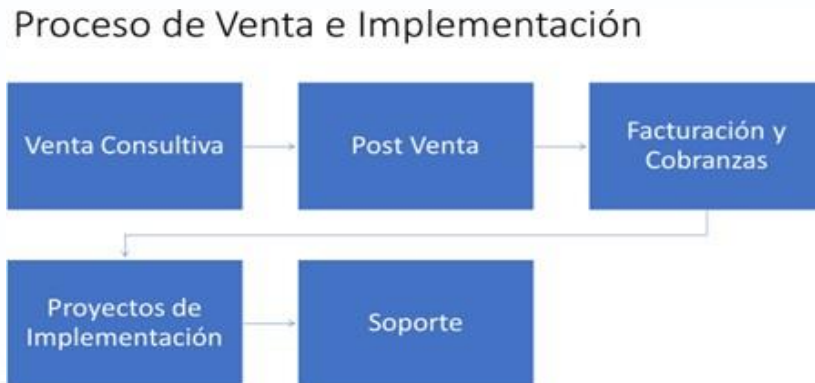 Proceso de Venta e Implementación
Venta Consultiva
Post Venta
Facturación y
Cobranzas
Proyectos de
Implementación
Soporte